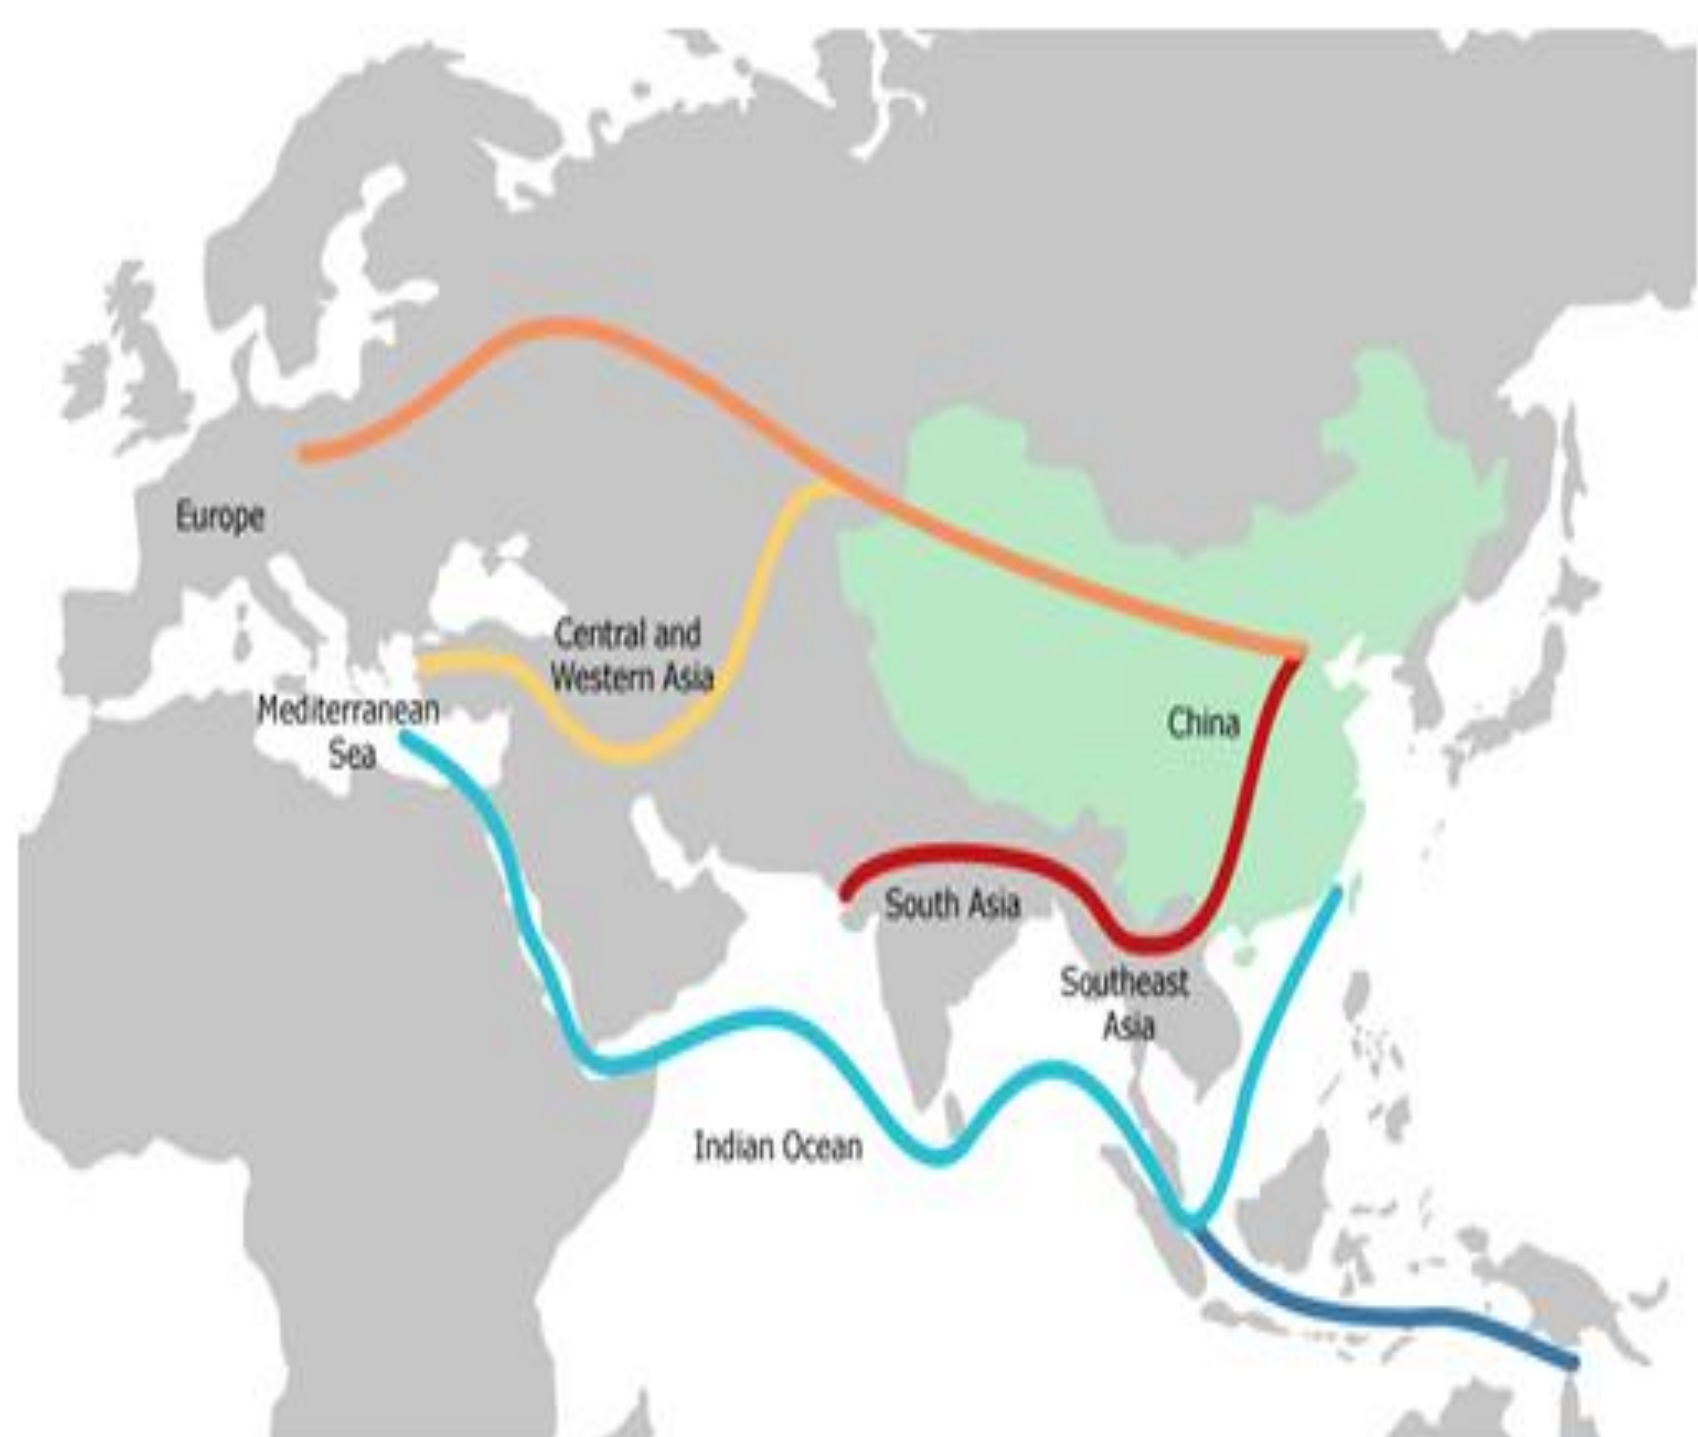 Europe
Central and
Western Asia
Mediterranean
Sea
China
South Asia
Southeast
Asia
Indian Ocean